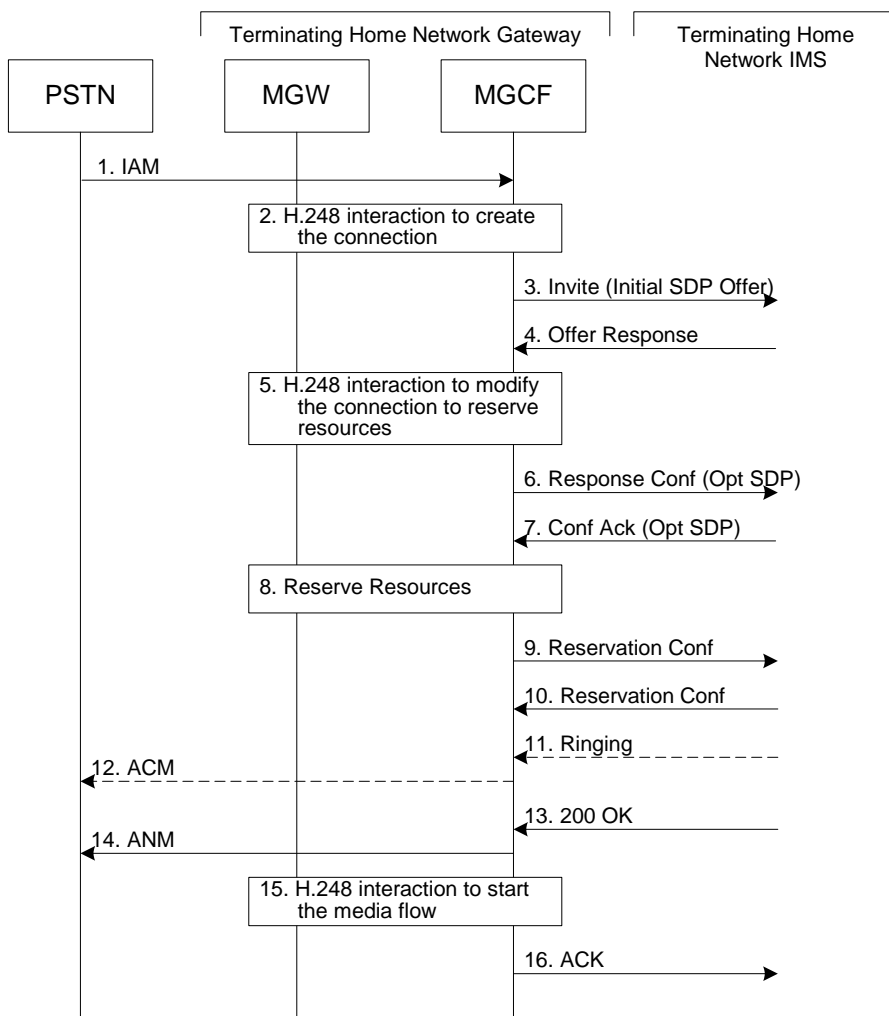 Terminating Home Network Gateway
Terminating Home
Network IMS
PSTN
MGW
MGCF
1. IAM
2. H.248 interaction to create
the connection
3. Invite (Initial SDP Offer)
4. Offer Response
5. H.248 interaction to modify
the connection to reserve
resources
6. Response Conf (Opt SDP)
7. Conf Ack (Opt SDP)
8. Reserve Resources
9. Reservation Conf
10. Reservation Conf
11. Ringing
12. ACM
13. 200 OK
14. ANM
15. H.248 interaction to start
the media flow
16. ACK